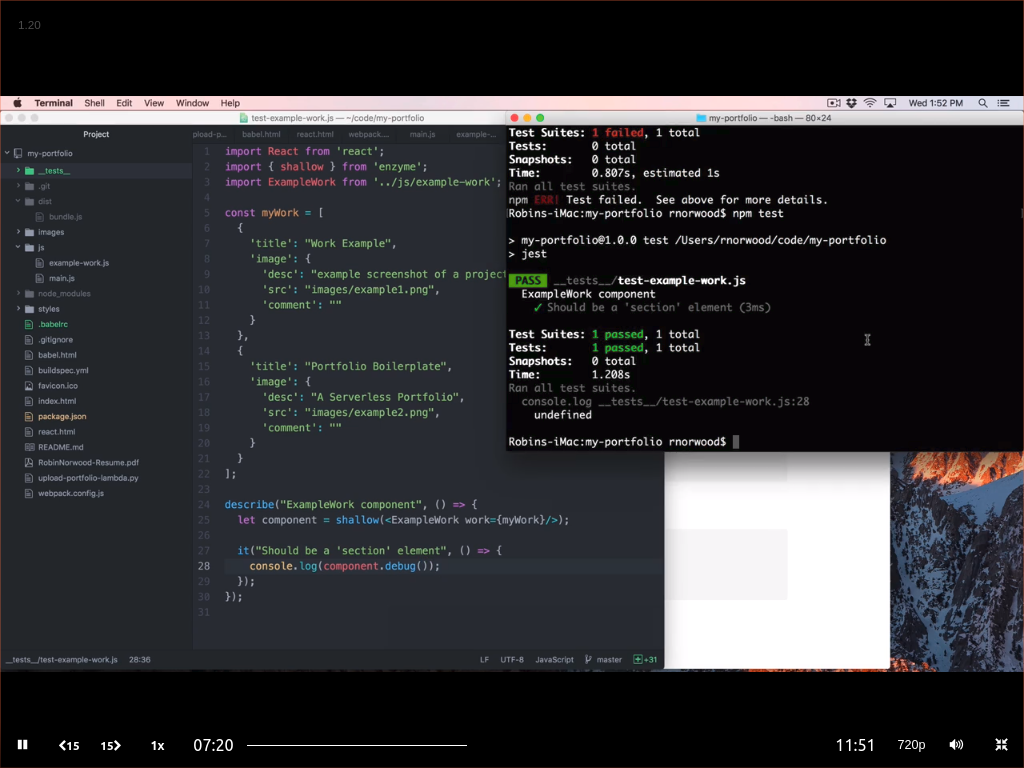 1.20
Terminal Shell Edit View Window Help
Wed 1:52 PM
test-example-work.js — ~/code/my-portfolio
my-portfolio — -bash — 80×24
Project
pload-p... babel.html react.html webpack.... main.js example-...
my-portfolio
__tests__
.git
dist
bundle.js
images
js
example-work.js
main.js
node_modules
styles
.babelrc
.gitignore
babel.html
buildspec.yml
favicon.ico
index.html
package.json
react.html
README.md
RobinNorwood-Resume.pdf
upload-portfolio-lambda.py
webpack.config.js
1 import React from 'react';
2 import { shallow } from 'enzyme';
3 import ExampleWork from '../js/example-work';
4
5 const myWork = [
6 {
7 'title': "Work Example",
8 'image': {
9 'desc': "example screenshot of a project
10 'src': "images/example1.png",
11 'comment': ""
12 }
13 },
14 {
15 'title': "Portfolio Boilerplate",
16 'image': {
17 'desc': "A Serverless Portfolio",
18 'src': "images/example2.png",
19 'comment': ""
20 }
21 }
22 ];
23
24 describe("ExampleWork component", () => {
25 let component = shallow(<ExampleWork work={myWork}/>);
26
27 it("Should be a 'section' element", () => {
28 console.log(component.debug());
29 });
30 });
31
Test Suites: 1 failed, 1 total
Tests: 0 total
Snapshots: 0 total
Time: 0.807s, estimated 1s
Ran all test suites.
npm ERR! Test failed. See above for more details.
Robins-iMac:my-portfolio rnorwood$ npm test
> my-portfolio@1.0.0 test /Users/rnorwood/code/my-portfolio
> jest
PASS __tests__/test-example-work.js
ExampleWork component
✓ Should be a 'section' element (3ms)
Test Suites: 1 passed, 1 total
Tests: 1 passed, 1 total
Snapshots: 0 total
Time: 1.208s
Ran all test suites.
console.log __tests__/test-example-work.js:28
undefined
Robins-iMac:my-portfolio rnorwood$
__tests__/test-example-work.js 28:36 LF UTF-8 JavaScript master +31
15 15 1x 07:20 11:51 720p